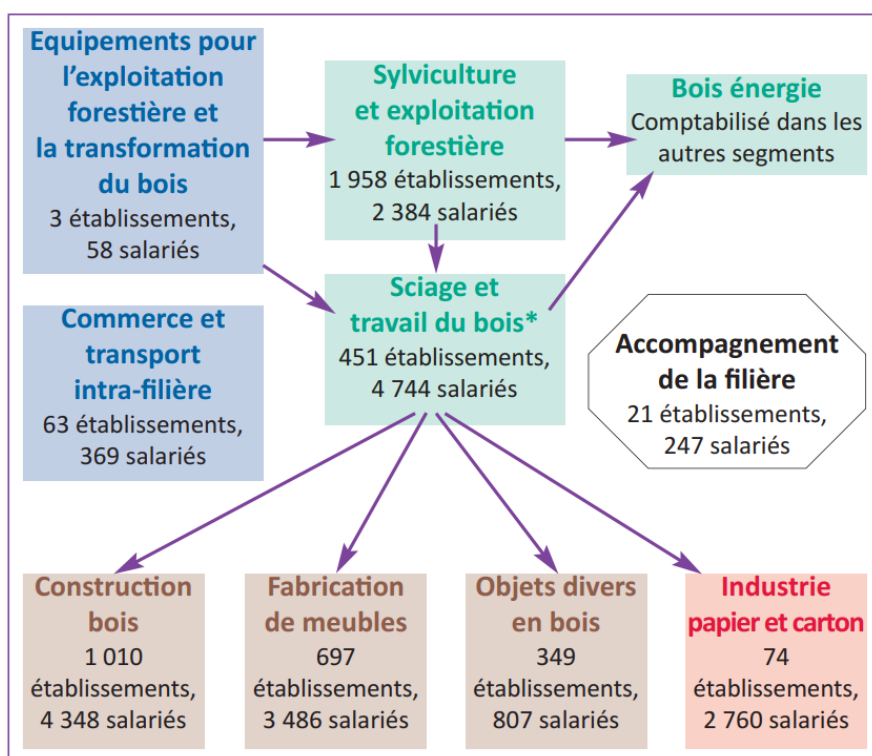 Equipements pour
l’exploitation
forestière et
la transformation
du bois
3 établissements,
58 salariés
Sylviculture
et exploitation
forestière
1 958 établissements,
2 384 salariés
Bois énergie
Comptabilisé dans les
autres segments
Commerce et
transport
intra-filière
63 établissements,
369 salariés
Sciage et
travail du bois*
451 établissements,
4 744 salariés
Accompagnement
de la filière
21 établissements,
247 salariés
Construction
bois
1 010
établissements,
4 348 salariés
Fabrication
de meubles
697
établissements,
3 486 salariés
Objets divers
en bois
349
établissements,
807 salariés
Industrie
papier et carton
74
établissements,
2 760 salariés